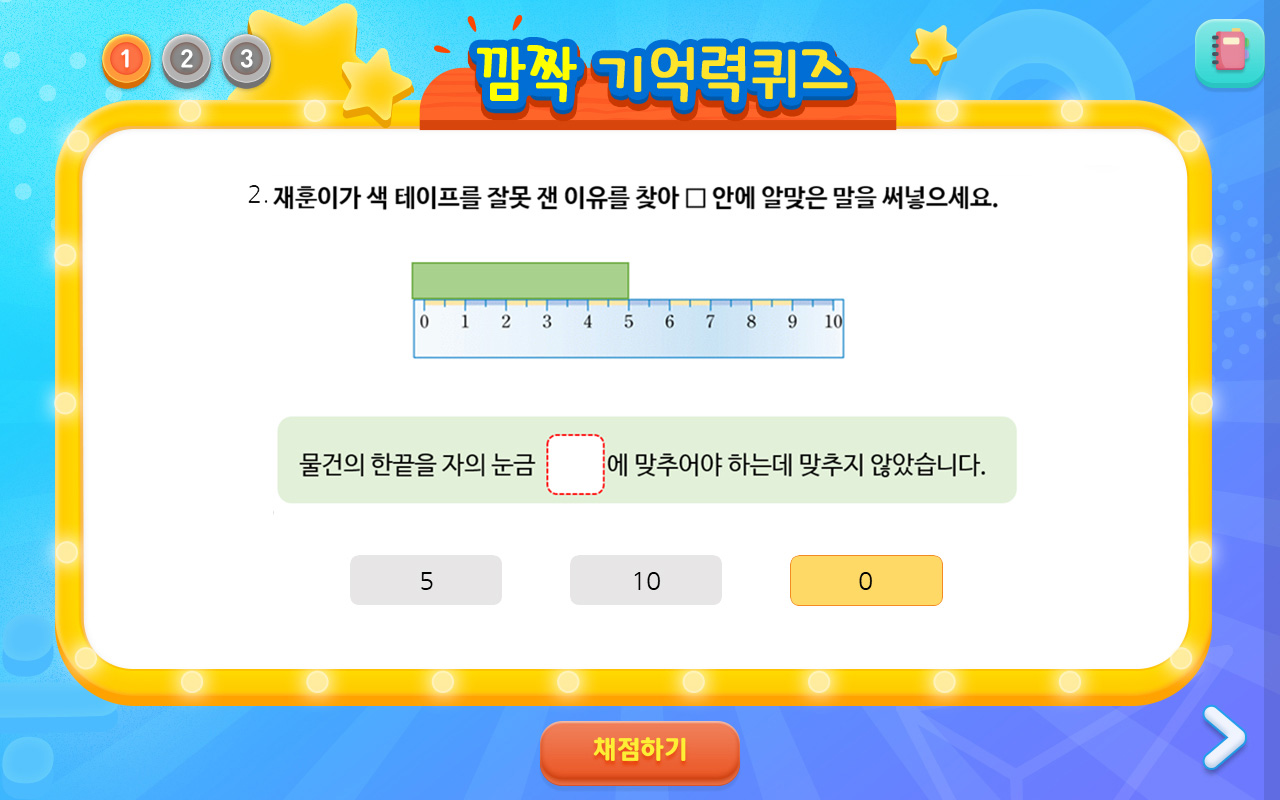 1 2 3
깜짝 기억력퀴즈
2. 재훈이가 색 테이프를 잘못 잰 이유를 찾아 □ 안에 알맞은 말을 써넣으세요.
0 1 2 3 4 5 6 7 8 9 10
물건의 한끝을 자의 눈금 에 맞추어야 하는데 맞추지 않았습니다.
5 10 0
채점하기